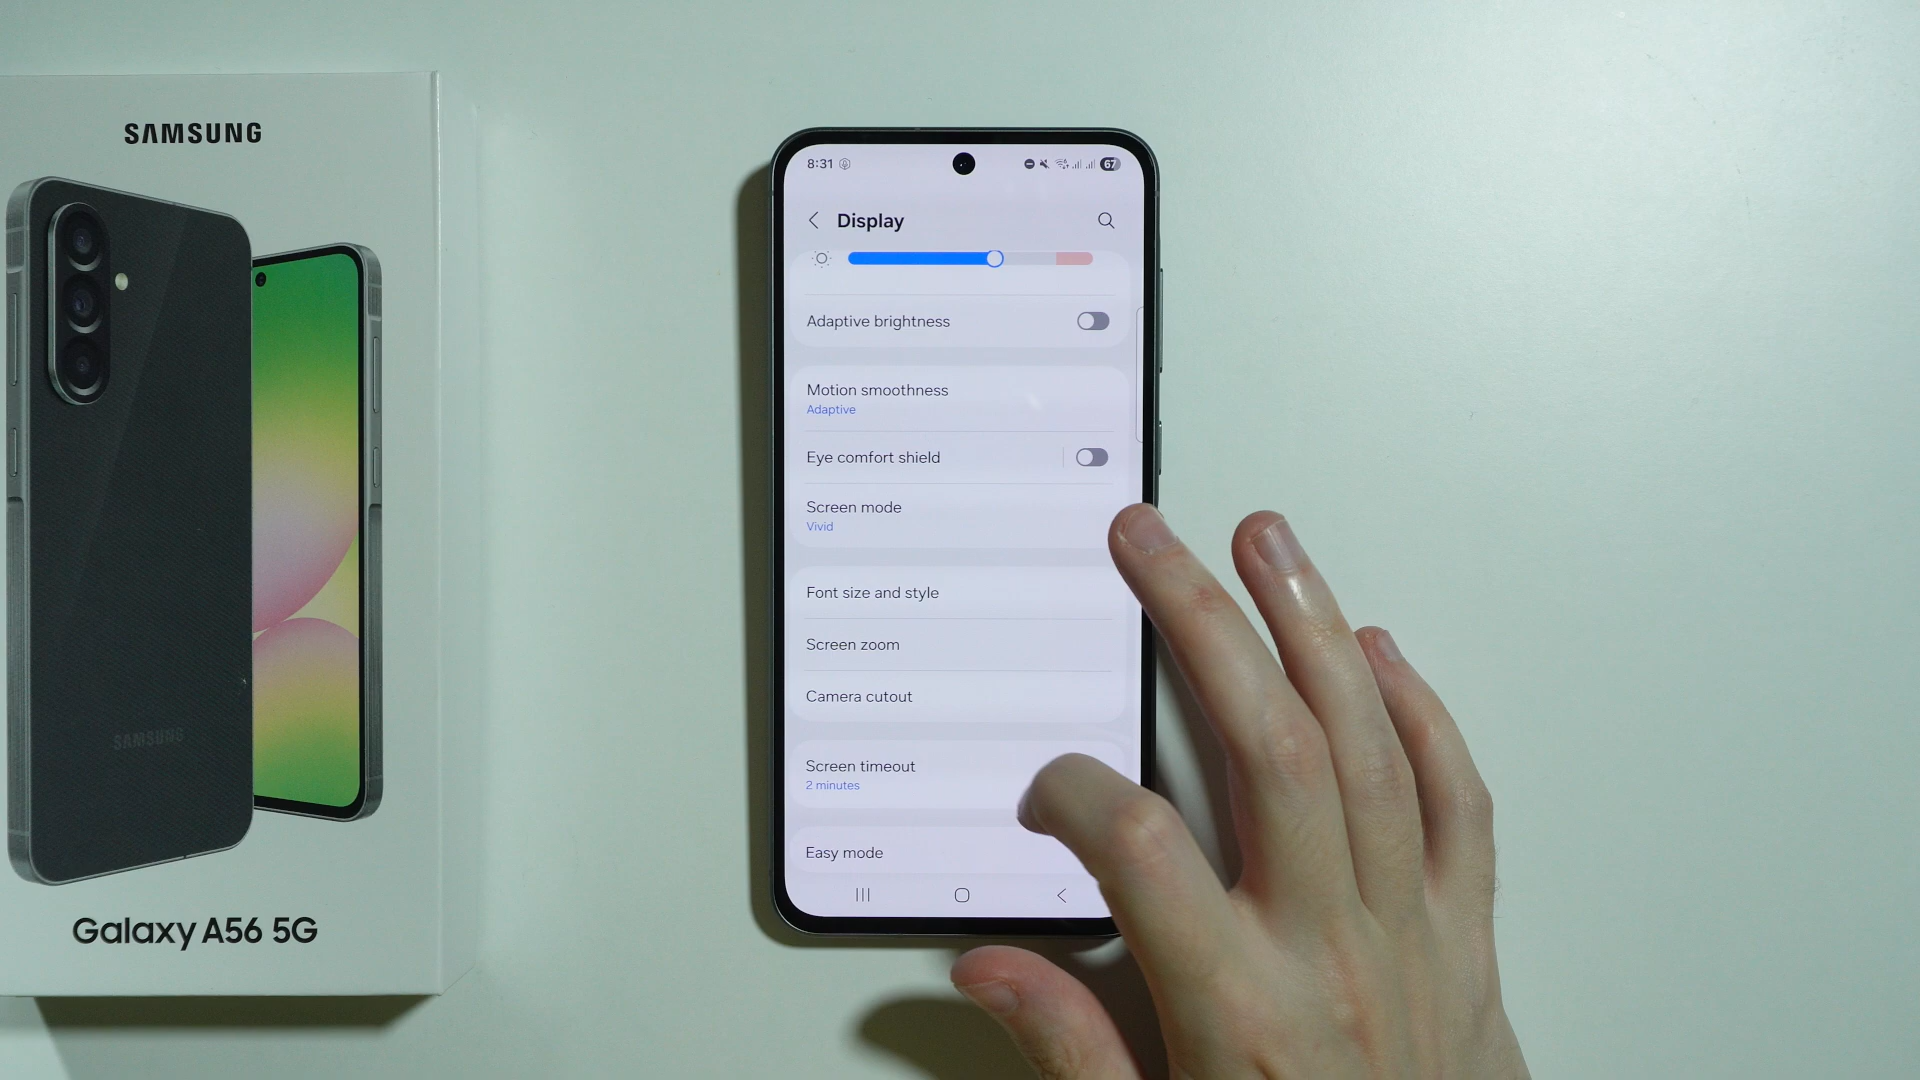 SAMSUNG
SAMSUNG
Galaxy A56 5G
8:31
67
Display
Adaptive brightness
Motion smoothness
Adaptive
Eye comfort shield
Screen mode
Vivid
Font size and style
Screen zoom
Camera cutout
Screen timeout
2 minutes
Easy mode